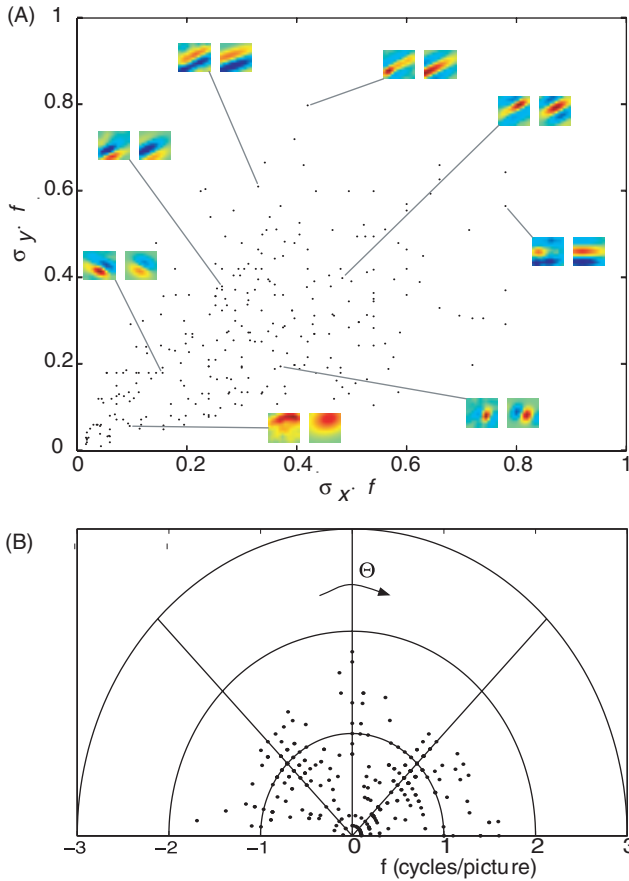 (A)
1
0.8
0.6
0.4
0.2
0
σ y · f
0 0.2 0.4 0.6 0.8 1
σ x · f
(B)
Θ
−3 −2 −1 0 1 2 3
f (cycles/picture)